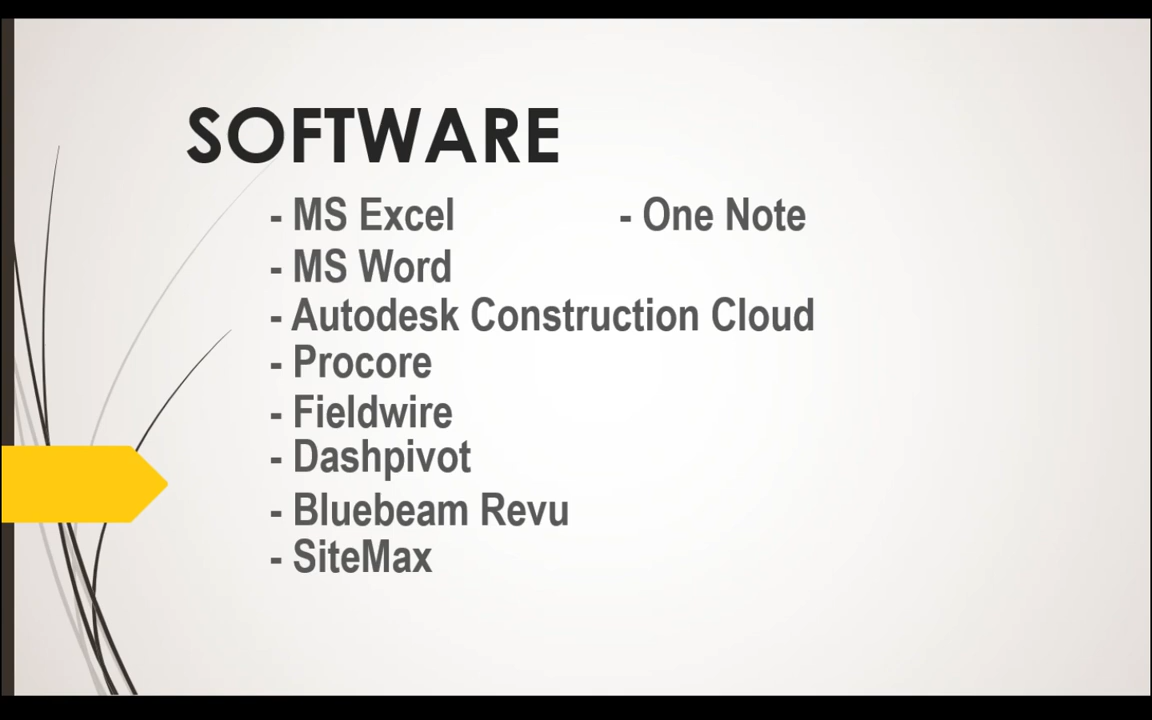 SOFTWARE
- MS Excel - One Note
- MS Word
- Autodesk Construction Cloud
- Procore
- Fieldwire
- Dashpivot
- Bluebeam Revu
- SiteMax